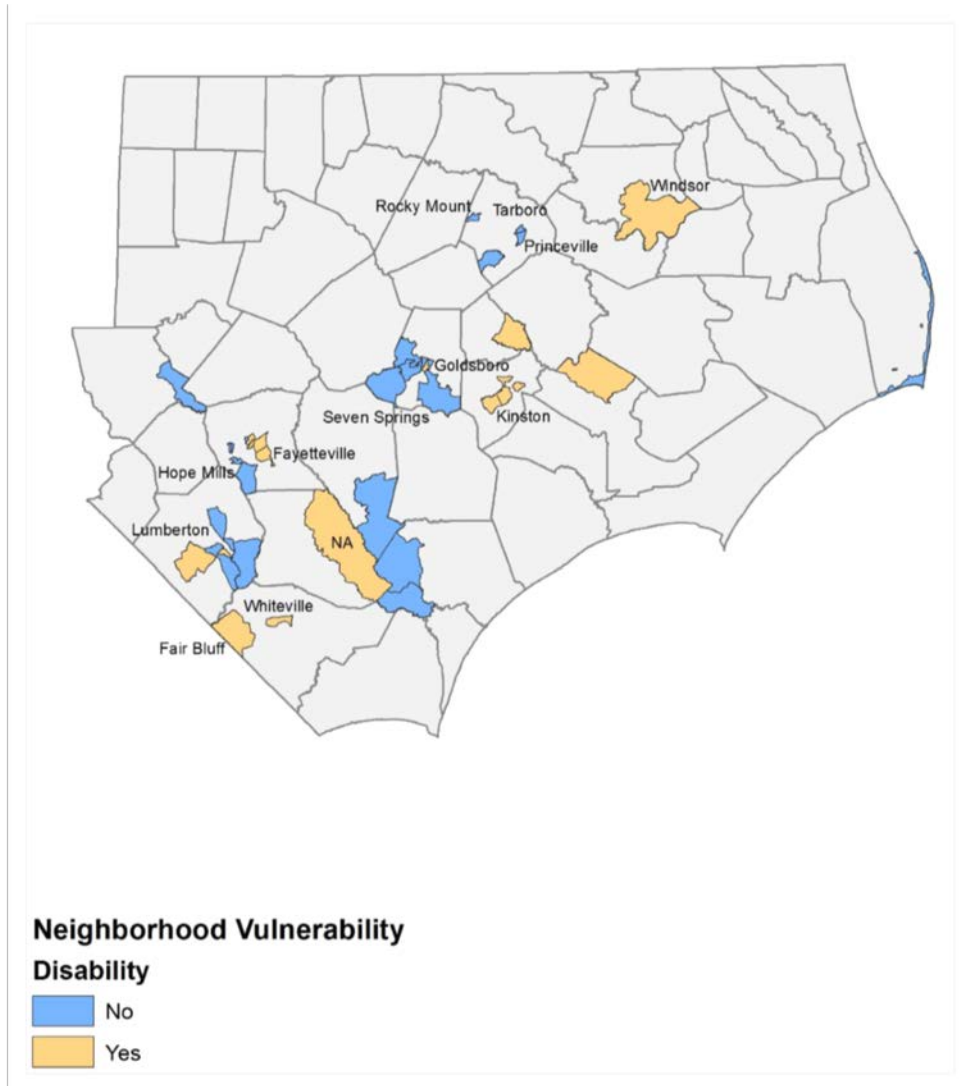 Windsor
Rocky Mount
Tarboro
Princeville
Goldsboro
Seven Springs
Kinston
Fayetteville
Hope Mills
Lumberton
NA
Whiteville
Fair Bluff
Neighborhood Vulnerability
Disability
No
Yes